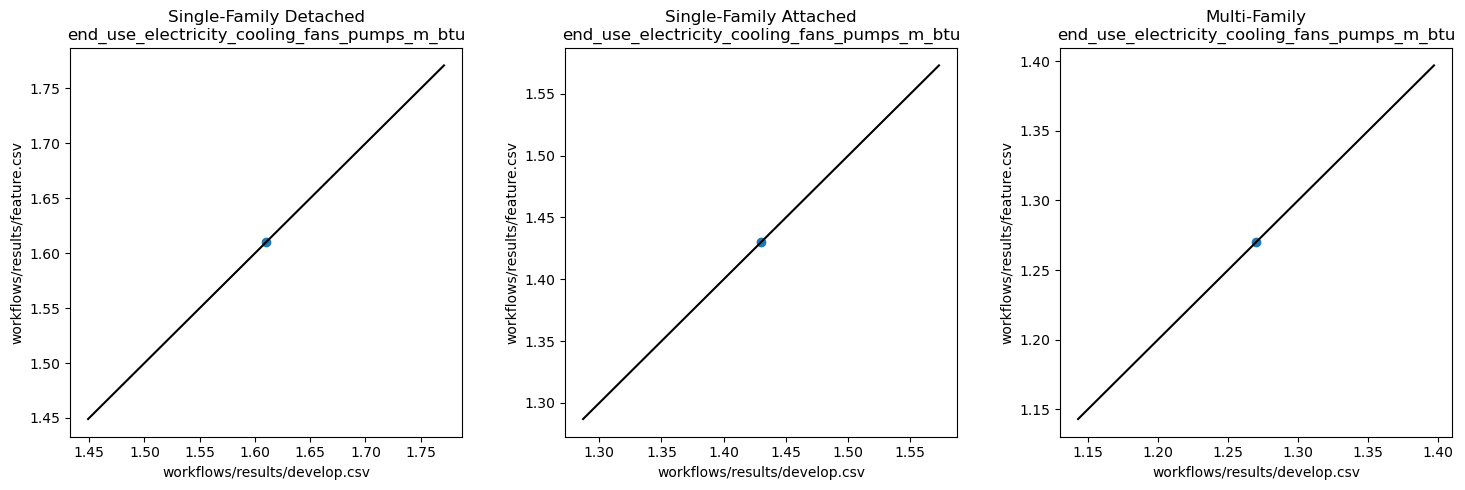 Single-Family Detached
end_use_electricity_cooling_fans_pumps_m_btu
workflows/results/feature.csv
1.75
1.70
1.65
1.60
1.55
1.50
1.45
1.45 1.50 1.55 1.60 1.65 1.70 1.75
workflows/results/develop.csv
Single-Family Attached
end_use_electricity_cooling_fans_pumps_m_btu
workflows/results/feature.csv
1.55
1.50
1.45
1.40
1.35
1.30
1.30 1.35 1.40 1.45 1.50 1.55
workflows/results/develop.csv
Multi-Family
end_use_electricity_cooling_fans_pumps_m_btu
workflows/results/feature.csv
1.40
1.35
1.30
1.25
1.20
1.15
1.15 1.20 1.25 1.30 1.35 1.40
workflows/results/develop.csv